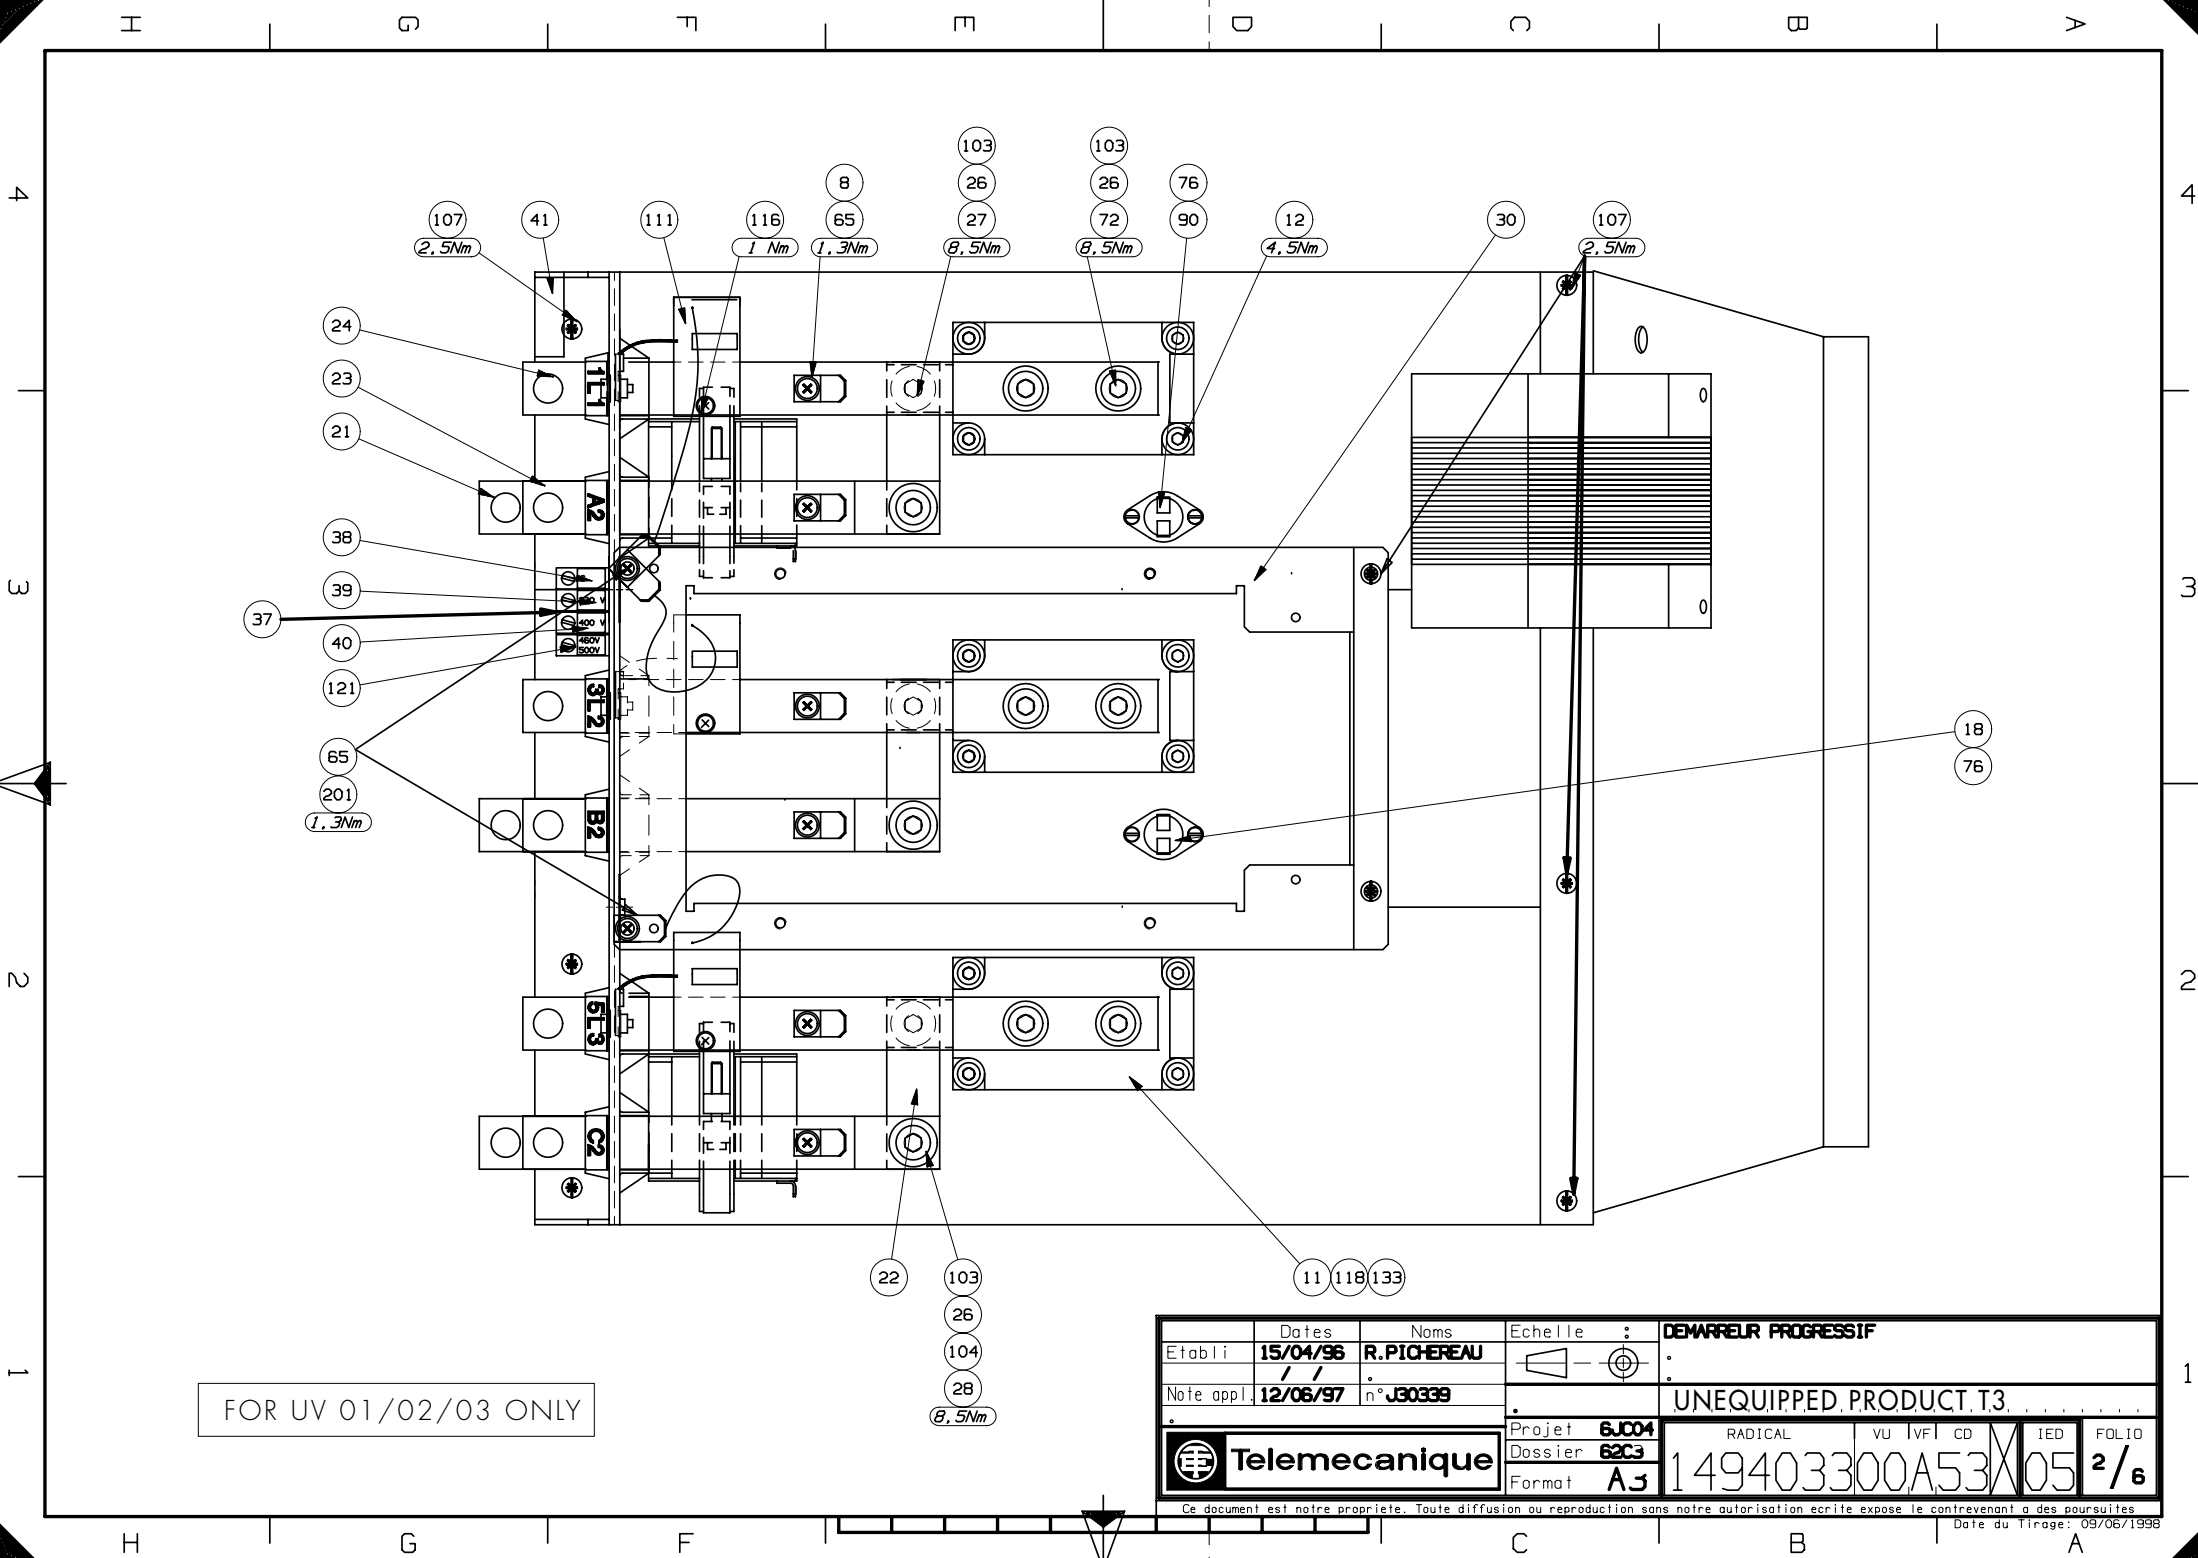 H G F E D C B A
4
4
3
3
2
2
1
1
103
103
8
26
26
76
107
41
111
116
65
27
72
90
12
30
107
2,5Nm
1 Nm
1,3Nm
8,5Nm
8,5Nm
4,5Nm
2,5Nm
24
23
21
38
39
37
40
121
65
201
1,3Nm
18
76
1L1
A2
400 V
460V
500V
3L2
B2
5L3
C2
22
103
26
104
28
8,5Nm
11 118 133
FOR UV 01/02/03 ONLY
Dates Noms Echelle : DEMARREUR PROGRESSIF
Etabli 15/04/96 R.PICHEREAU
/ /
Note appl. 12/06/97 n° J30339
UNEQUIPPED PRODUCT T3
Telemecanique
Projet 6JC04
Dossier 62C3
Format A3
RADICAL VU VF CD IED FOLIO
149403300A53X05 2/6
Ce document est notre propriete. Toute diffusion ou reproduction sans notre autorisation ecrite expose le contrevenant a des poursuites
Date du Tirage: 09/06/1998
H G F C B A